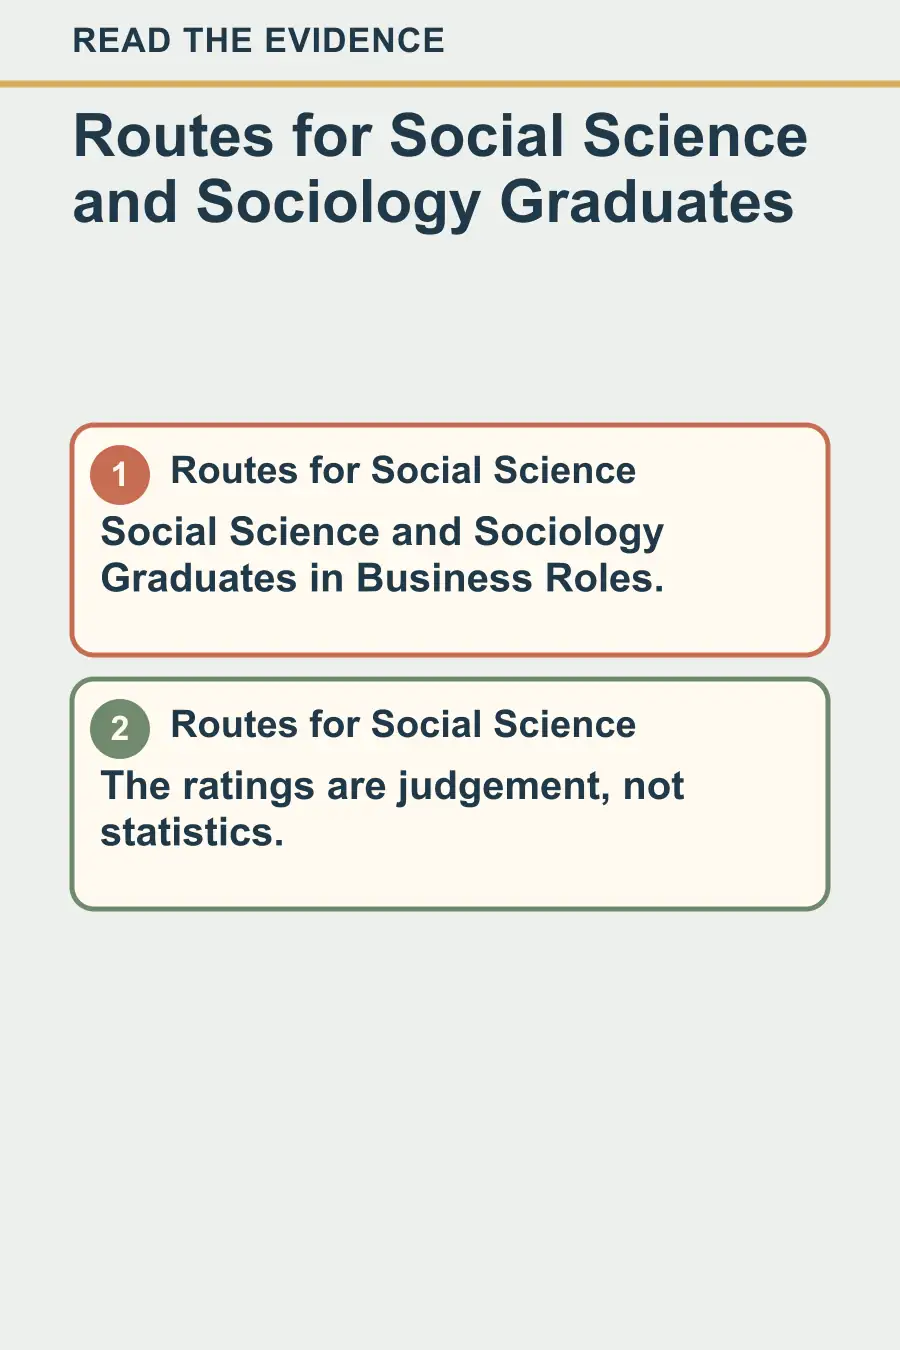 READ THE EVIDENCE
Routes for Social Science
and Sociology Graduates
1
Routes for Social Science
Social Science and Sociology
Graduates in Business Roles.
2
Routes for Social Science
The ratings are judgement, not
statistics.